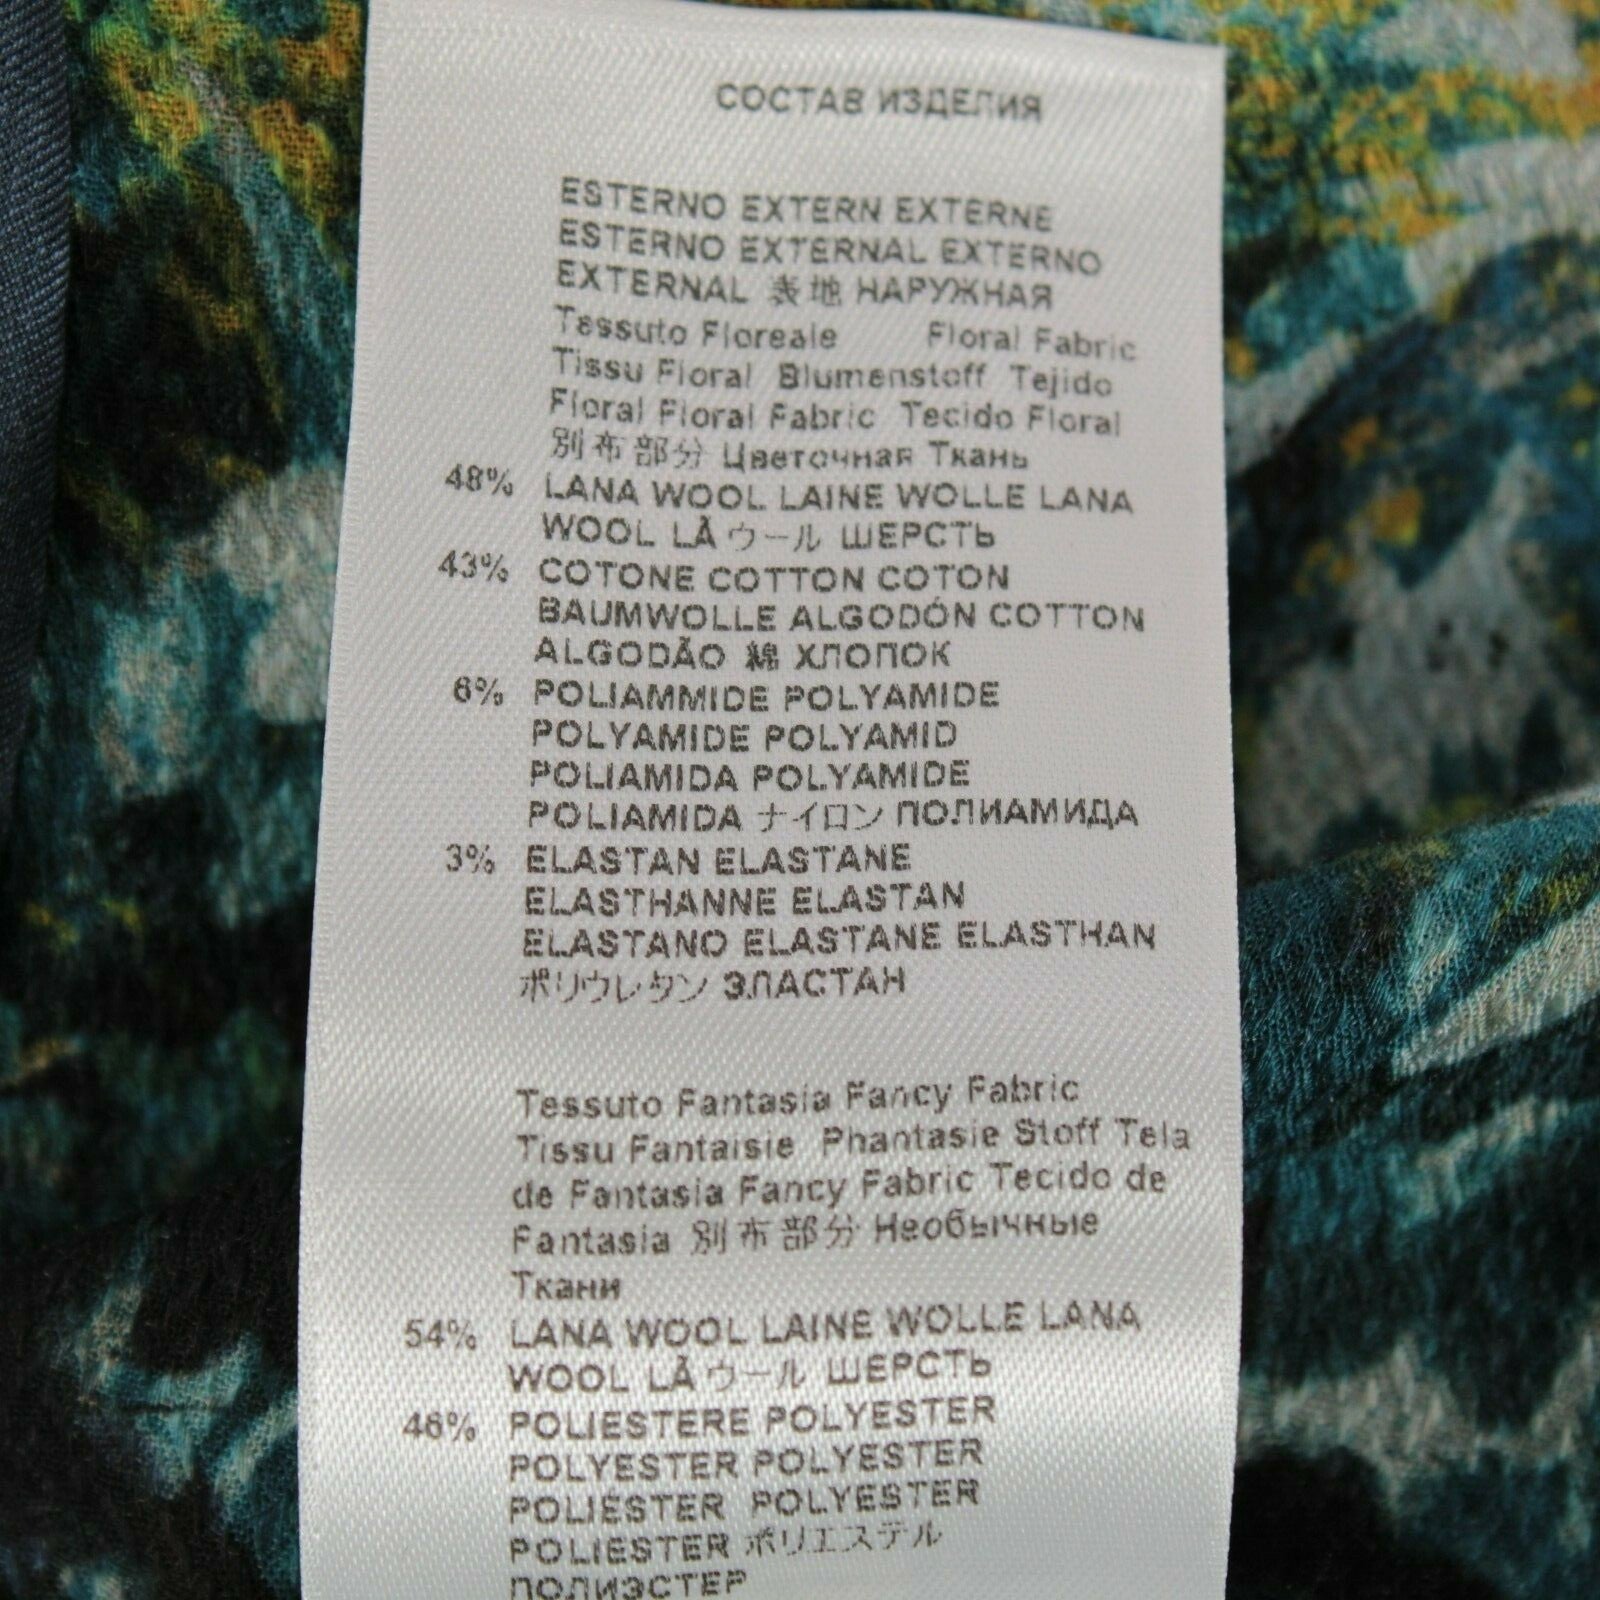 СОСТАВ ИЗДЕЛИЯ
ESTERNO EXTERN EXTERNE
ESTERNO EXTERNAL EXTERNO
EXTERNAL 表地 НАРУЖНАЯ
Tessuto Floreale Floral Fabric
Tissu Floral Blumenstoff Tejido
Floral Floral Fabric Tecido Floral
別布部分 Цветочная Ткань
48% LANA WOOL LAINE WOLLE LANA
WOOL LÃ ウール ШЕРСТЬ
43% COTONE COTTON COTON
BAUMWOLLE ALGODÓN COTTON
ALGODÃO 綿 ХЛОПОК
6% POLIAMMIDE POLYAMIDE
POLYAMIDE POLYAMID
POLIAMIDA POLYAMIDE
POLIAMIDA ナイロン ПОЛИАМИДА
3% ELASTAN ELASTANE
ELASTHANNE ELASTAN
ELASTANO ELASTANE ELASTHAN
ポリウレタン ЭЛАСТАН
Tessuto Fantasia Fancy Fabric
Tissu Fantaisie Phantasie Stoff Tela
de Fantasia Fancy Fabric Tecido de
Fantasia 別布部分 Необычные
Ткани
54% LANA WOOL LAINE WOLLE LANA
WOOL LÃ ウール ШЕРСТЬ
46% POLIESTERE POLYESTER
POLYESTER POLYESTER
POLIÉSTER POLYESTER
POLIESTER ポリエステル
ПОЛИЭСТЕР